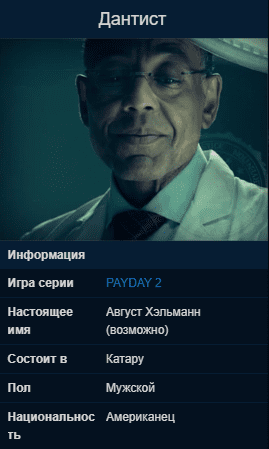 Дантист
Информация
Игра серии PAYDAY 2
Настоящее Август Хэльманн
имя (возможно)
Состоит в Катару
Пол Мужской
Национальнос Американец
ть